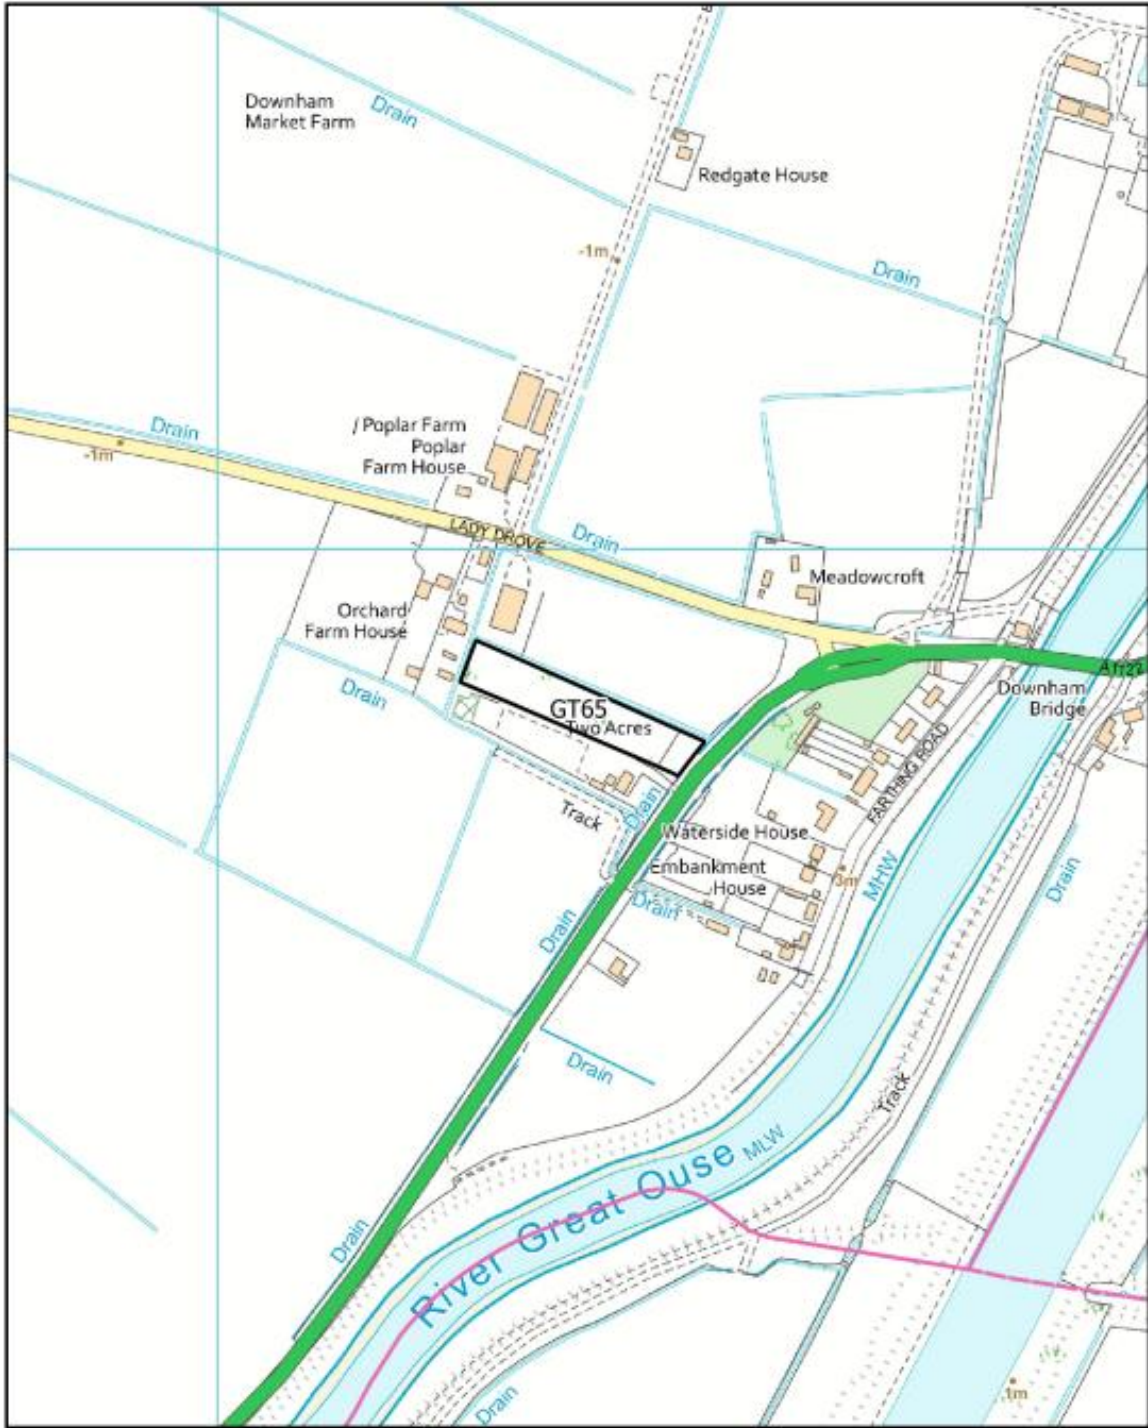 Downham
Market Farm
Drain
Redgate House
-1m
Drain
/ Poplar Farm
Poplar
Farm House
Drain
-1m
LADY DROVE
Drain
Meadowcroft
Orchard
Farm House
Drain
GT65
Two Acres
A1122
Downham
Bridge
FARTHING ROAD
Track
Drain
Waterside House
Embankment
House
3m
MHW
Drain
Drain
Drain
Drain
Track
River Great Ouse
MLW
Drain
Drain
1m